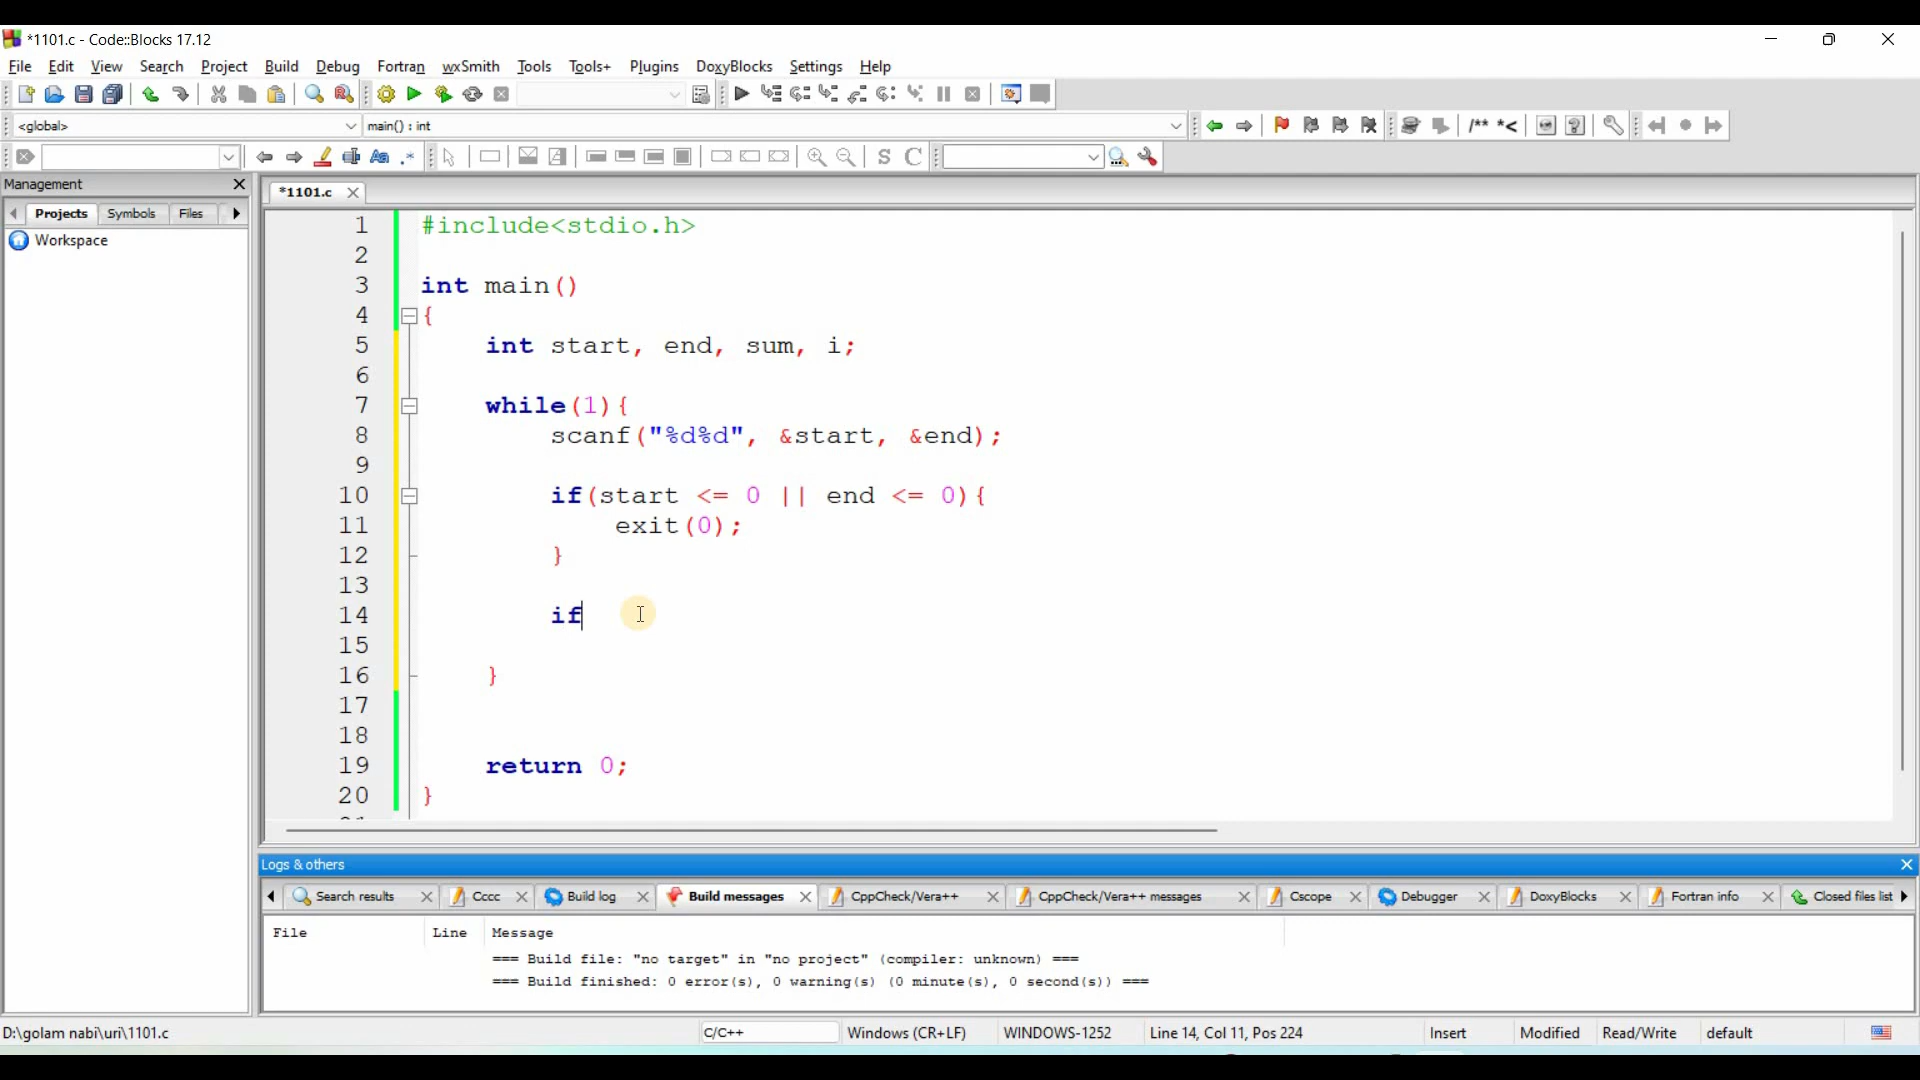 *1101.c - Code::Blocks 17.12
File Edit View Search Project Build Debug Fortran wxSmith Tools Tools+ Plugins DoxyBlocks Settings Help
<global> main() : int /** *<
Aa .* S C
Management
Projects Symbols Files
Workspace
*1101.c
1 #include<stdio.h>
2
3 int main()
4 {
5 int start, end, sum, i;
6
7 while(1){
8 scanf("%d%d", &start, &end);
9
10 if(start <= 0 || end <= 0){
11 exit(0);
12 }
13
14 if
15
16 }
17
18
19 return 0;
20 }
Logs & others
Search results Cccc Build log Build messages CppCheck/Vera++ CppCheck/Vera++ messages Cscope Debugger DoxyBlocks Fortran info Closed files list
File Line Message
=== Build file: "no target" in "no project" (compiler: unknown) ===
=== Build finished: 0 error(s), 0 warning(s) (0 minute(s), 0 second(s)) ===
D:\golam nabi\uri\1101.c C/C++ Windows (CR+LF) WINDOWS-1252 Line 14, Col 11, Pos 224 Insert Modified Read/Write default